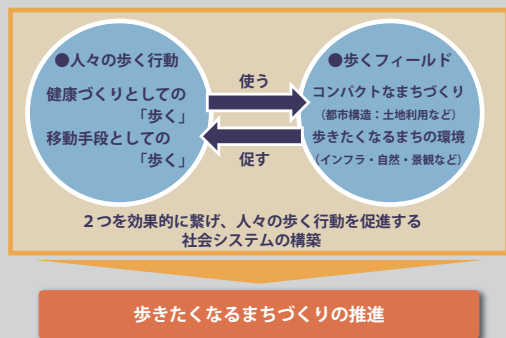 ●人々の歩く行動
健康づくりとしての
「歩く」
移動手段としての
「歩く」
使う
促す
●歩くフィールド
コンパクトなまちづくり
（都市構造：土地利用など）
歩きたくなるまちの環境
（インフラ・自然・景観など）
２つを効果的に繋げ、人々の歩く行動を促進する
社会システムの構築
歩きたくなるまちづくりの推進